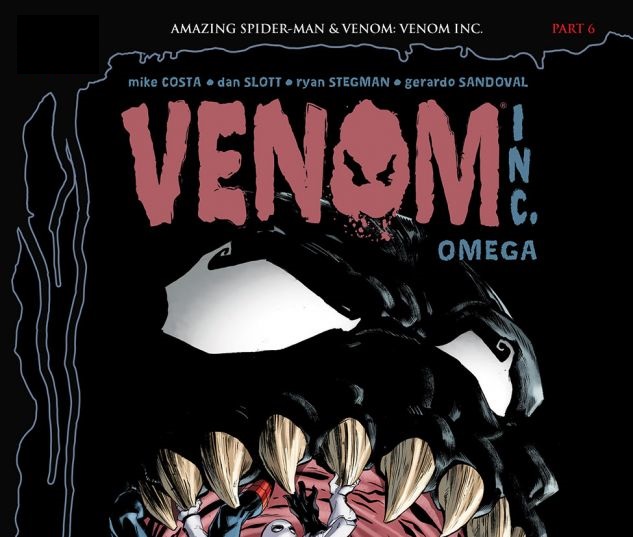 AMAZING SPIDER-MAN & VENOM: VENOM INC. PART 6
mike COSTA • dan SLOTT • ryan STEGMAN • gerardo SANDOVAL
VENOM®
INC.
OMEGA